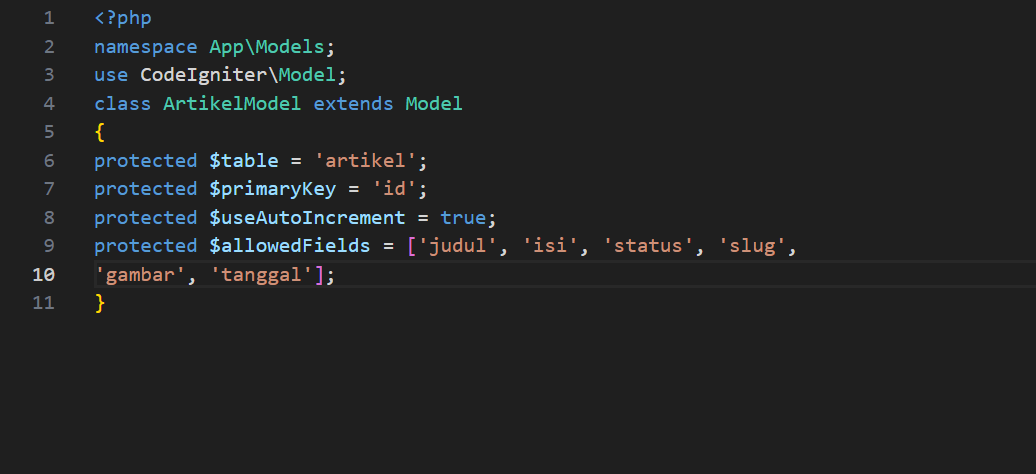 1 <?php
2 namespace App\Models;
3 use CodeIgniter\Model;
4 class ArtikelModel extends Model
5 {
6 protected $table = 'artikel';
7 protected $primaryKey = 'id';
8 protected $useAutoIncrement = true;
9 protected $allowedFields = ['judul', 'isi', 'status', 'slug',
10 'gambar', 'tanggal'];
11 }